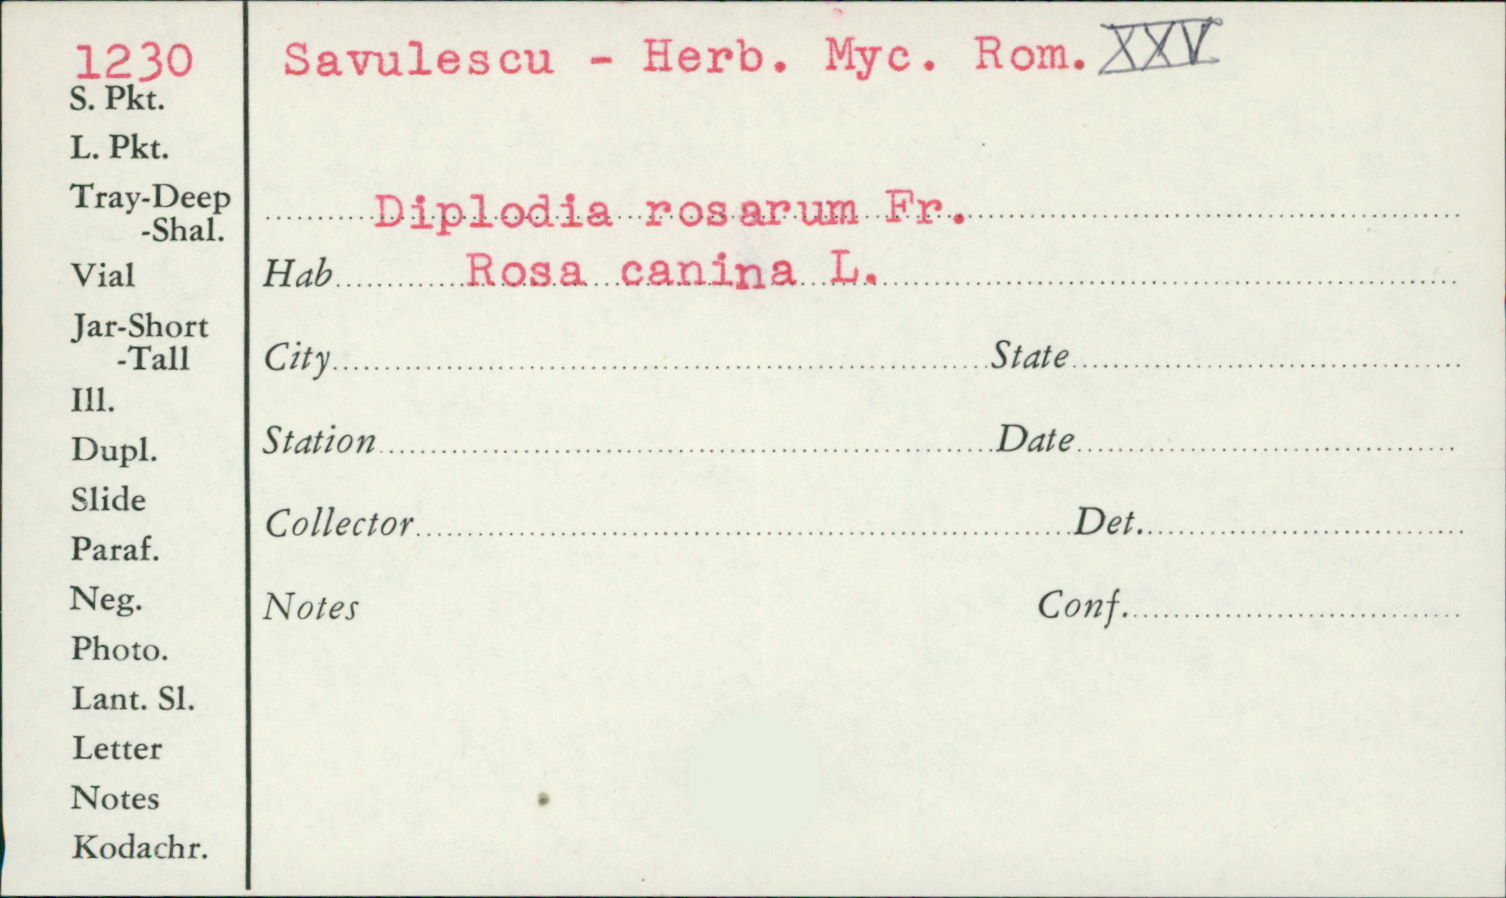 1230
S. Pkt.
L. Pkt.
Tray-Deep
-Shal.
Vial
Jar-Short
-Tall
Ill.
Dupl.
Slide
Paraf.
Neg.
Photo.
Lant. Sl.
Letter
Notes
Kodachr.
Savulescu - Herb. Myc. Rom. XXV
Diplodia rosarum Fr.
Hab Rosa canina L.
City State
Station Date
Collector Det.
Notes Conf.